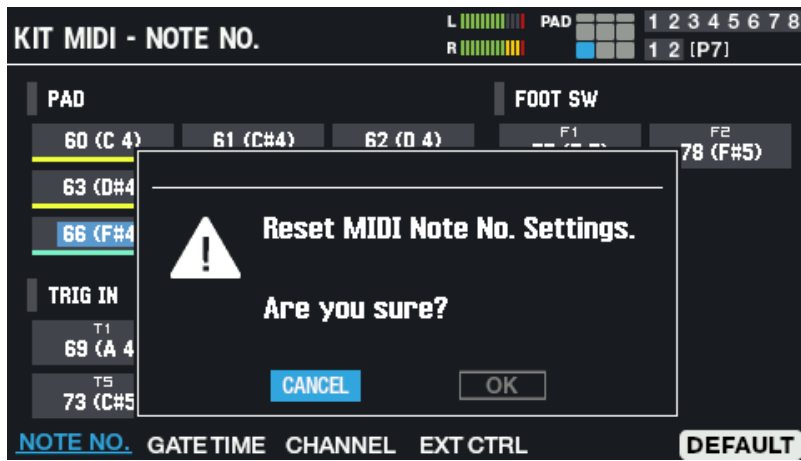 KIT MIDI - NOTE NO.
L
R
PAD
1 2 3 4 5 6 7 8
1 2 [P7]
PAD
FOOT SW
60 (C 4)
61 (C#4)
62 (D 4)
F1
F2
78 (F#5)
63 (D#4
66 (F#4
Reset MIDI Note No. Settings.
Are you sure?
TRIG IN
T1
69 (A 4
T5
73 (C#5
CANCEL
OK
NOTE NO. GATE TIME CHANNEL EXT CTRL DEFAULT